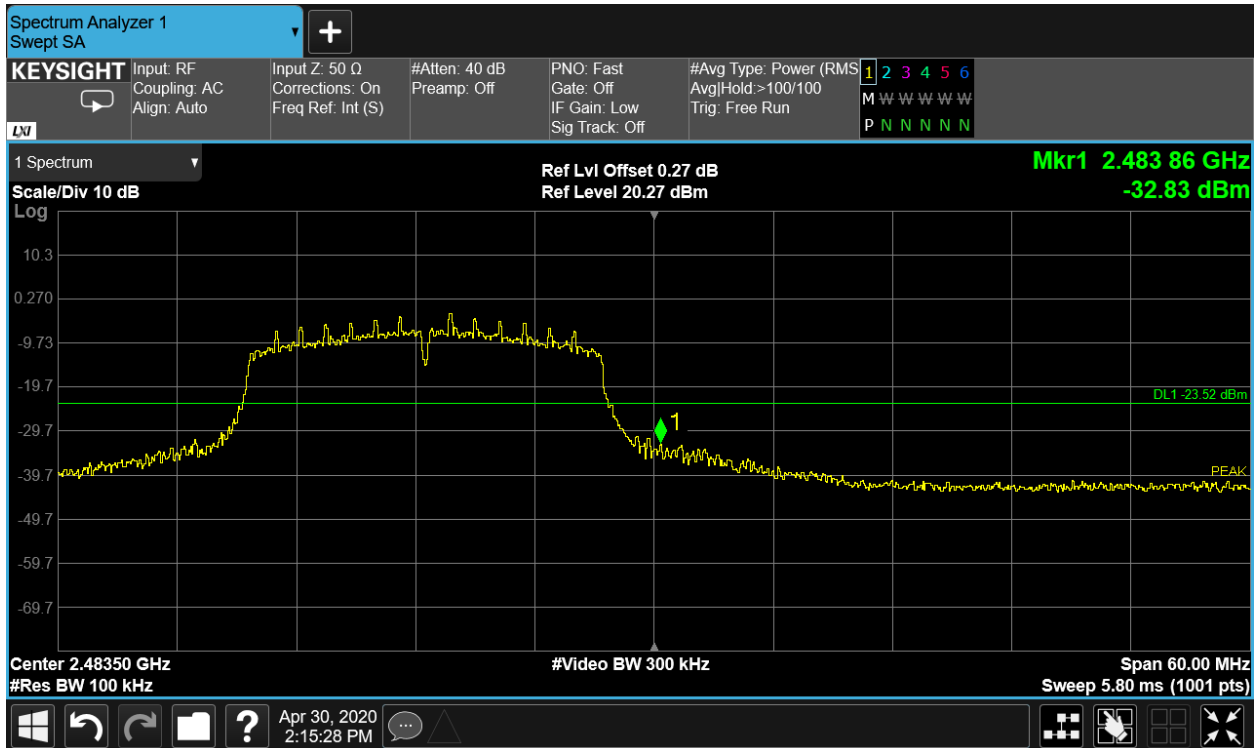 Spectrum Analyzer 1
Swept SA
KEYSIGHT
LXI
Input: RF
Coupling: AC
Align: Auto
Input Z: 50 Ω
Corrections: On
Freq Ref: Int (S)
#Atten: 40 dB
Preamp: Off
PNO: Fast
Gate: Off
IF Gain: Low
Sig Track: Off
#Avg Type: Power (RMS
Avg|Hold:>100/100
Trig: Free Run
1 2 3 4 5 6
M W W W W W
P N N N N N
1 Spectrum
Scale/Div 10 dB
Log
Ref Lvl Offset 0.27 dB
Ref Level 20.27 dBm
Mkr1 2.483 86 GHz
-32.83 dBm
10.3
0.270
-9.73
-19.7
DL1 -23.52 dBm
1
-29.7
-39.7
PEAK
-49.7
-59.7
-69.7
Center 2.48350 GHz
#Video BW 300 kHz
Span 60.00 MHz
#Res BW 100 kHz
Sweep 5.80 ms (1001 pts)
?
Apr 30, 2020
2:15:28 PM